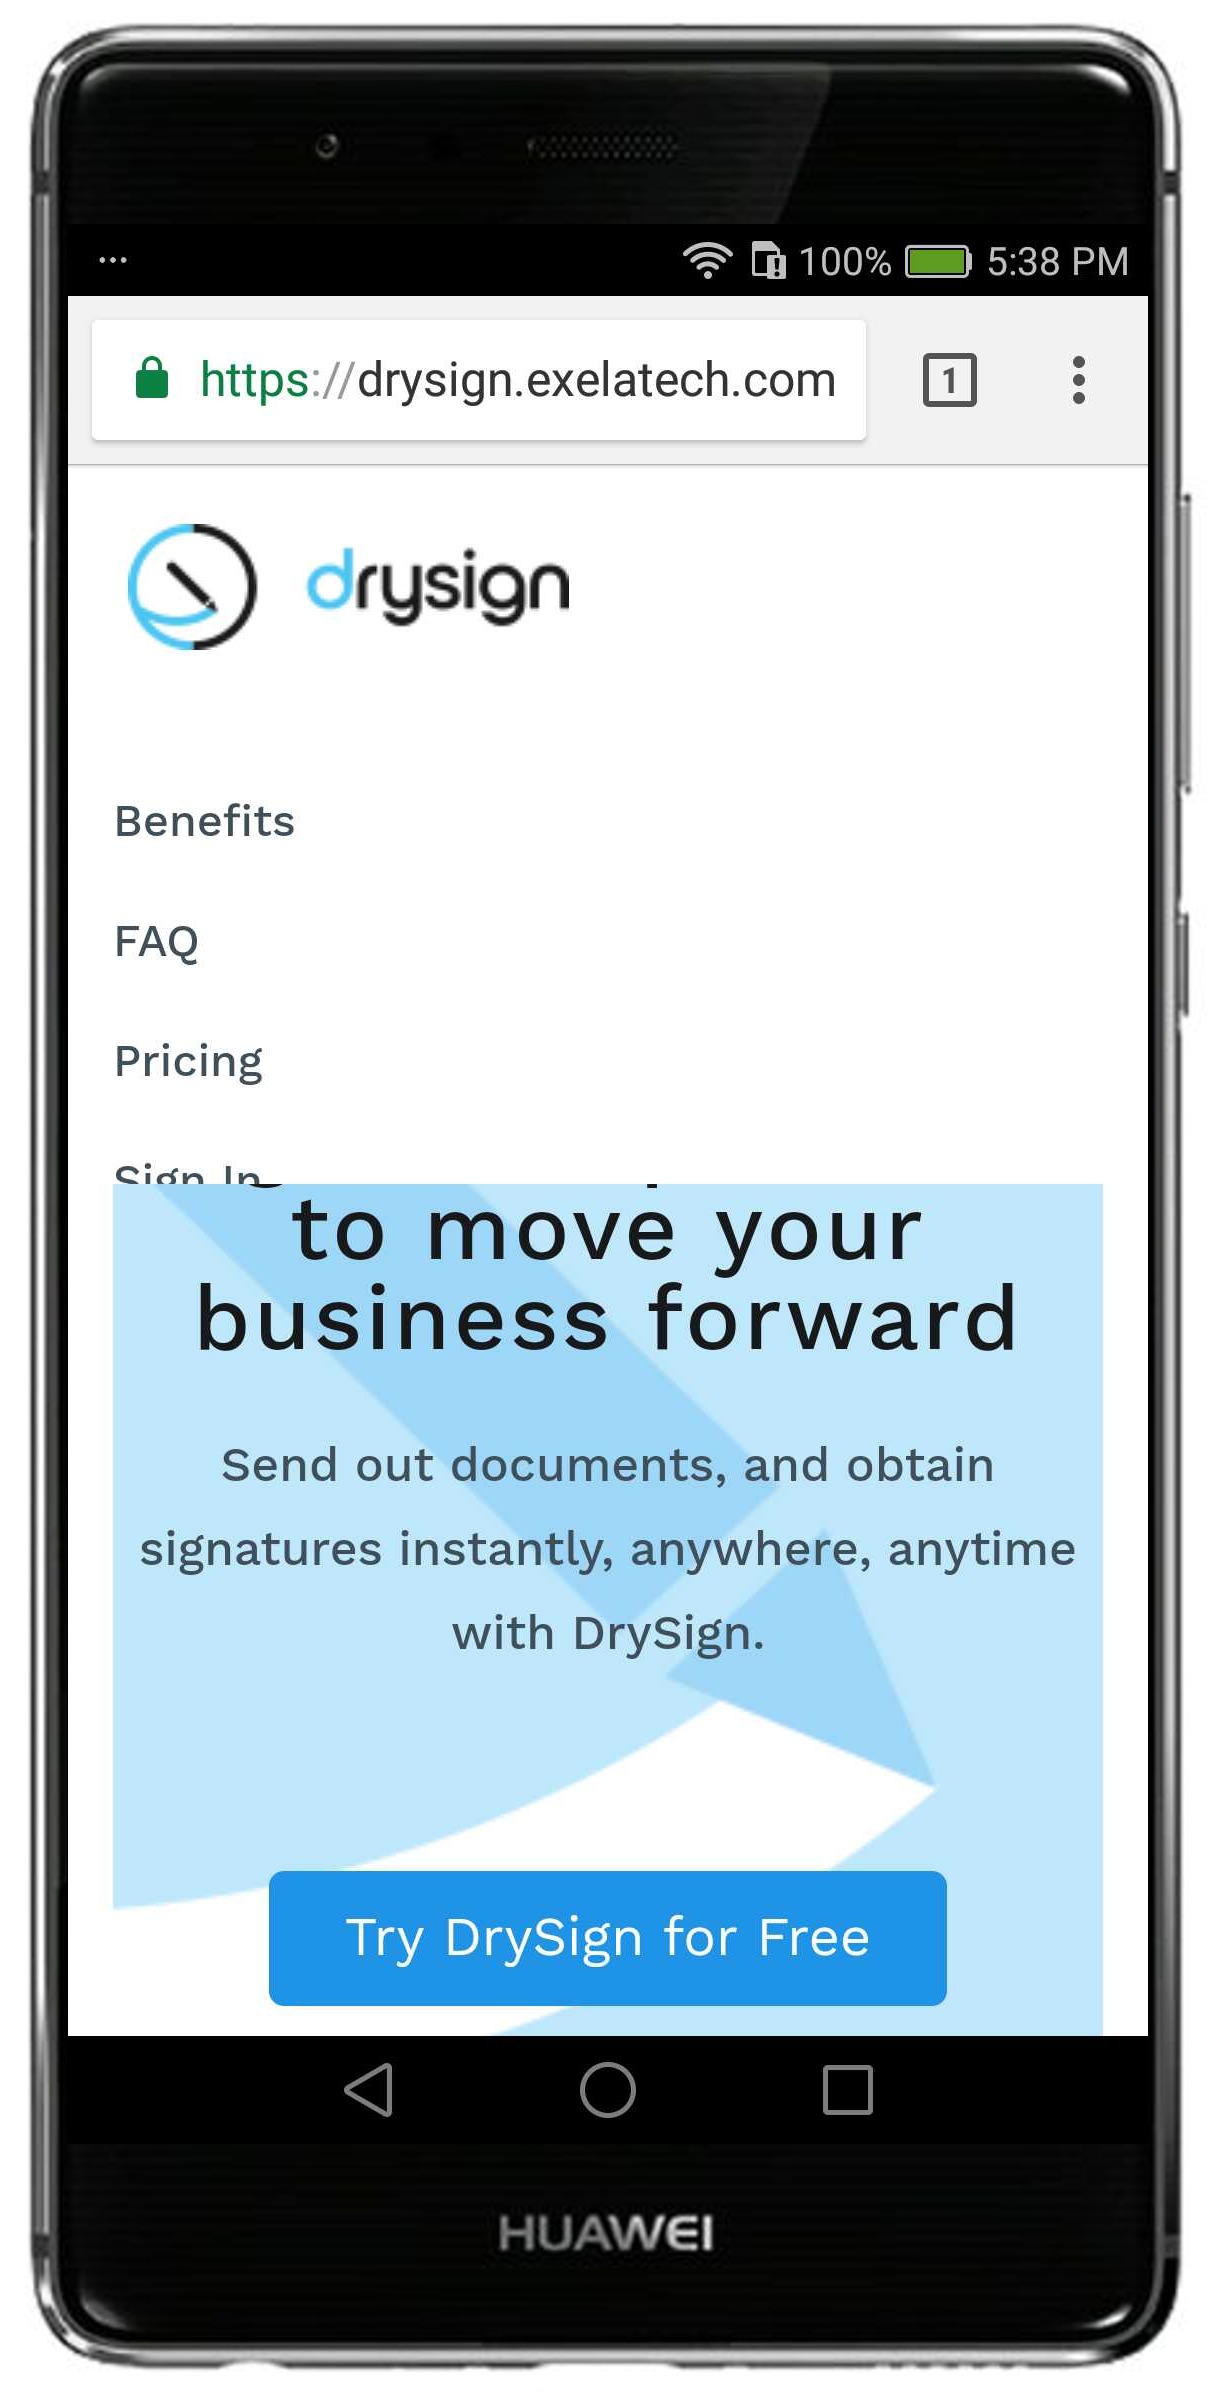 100% 5:38 PM
https://drysign.exelatech.com
1
drysign
Benefits
FAQ
Pricing
Sign In
to move your
business forward
Send out documents, and obtain
signatures instantly, anywhere, anytime
with DrySign.
Try DrySign for Free
HUAWEI